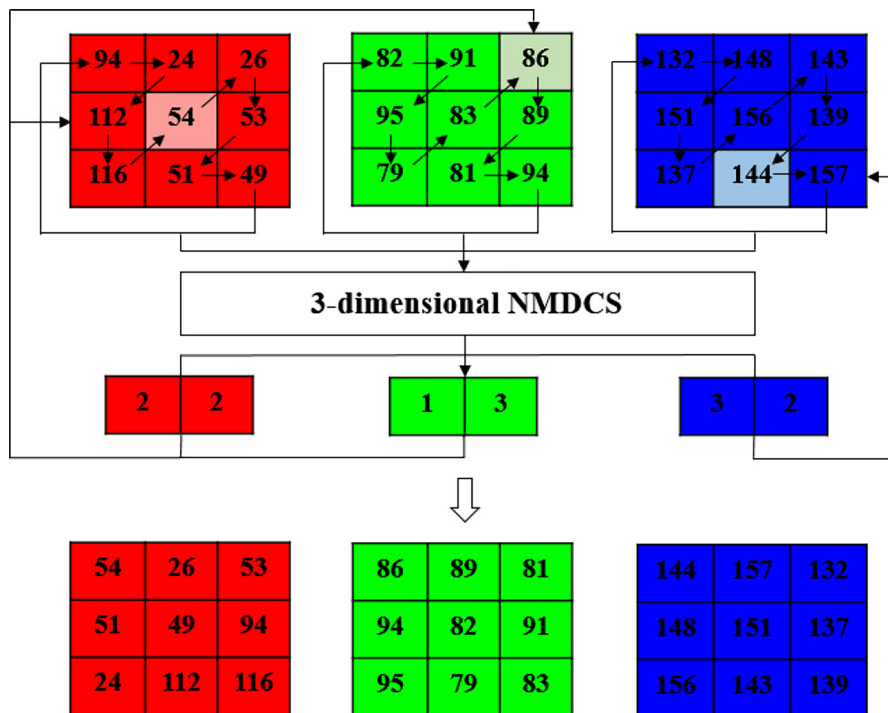 94 24 26 82 91 86 132 148 143
112 54 53 95 83 89 151 156 139
116 51 49 79 81 94 137 144 157
3-dimensional NMDCS
2 2 1 3 3 2
54 26 53 86 89 81 144 157 132
51 49 94 94 82 91 148 151 137
24 112 116 95 79 83 156 143 139